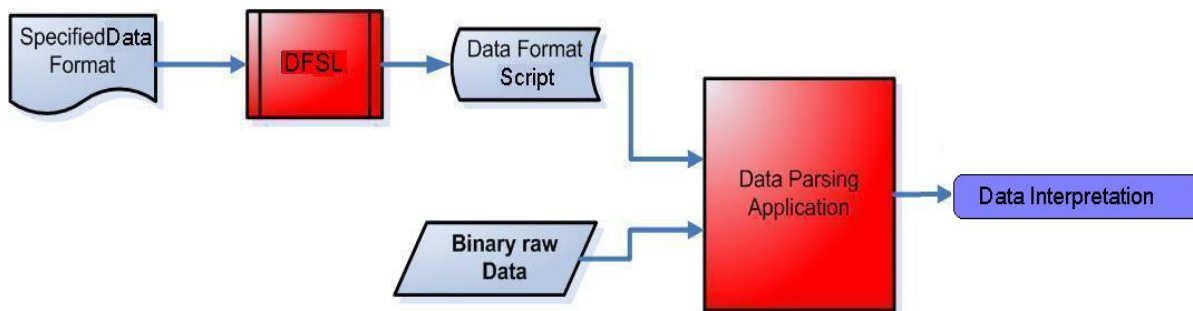 SpecifiedData
Format
DFSL
Data Format
Script
Data Parsing
Application
Data Interpretation
Binary raw
Data